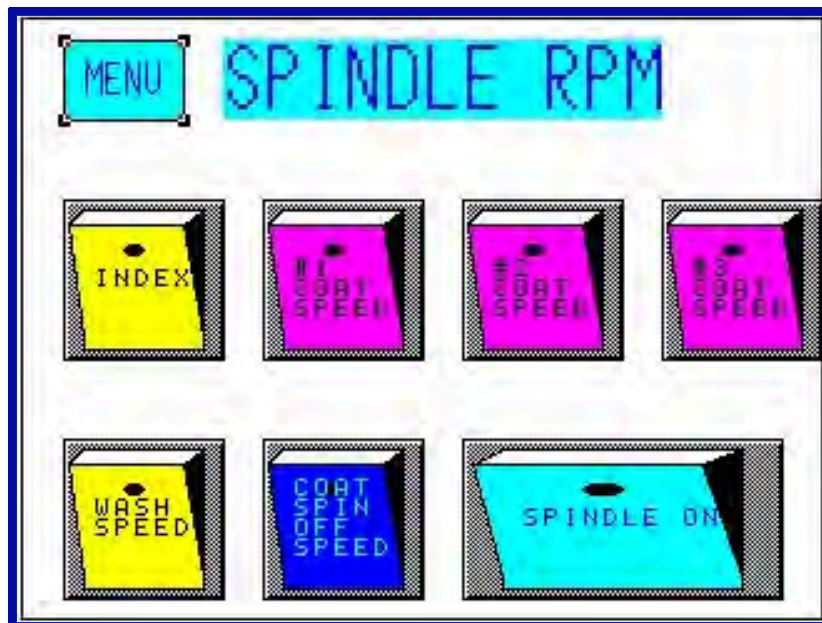 MENU
SPINDLE RPM
INDEX
#1
COAT
SPEED
#2
COAT
SPEED
#3
COAT
SPEED
WASH
SPEED
COAT
SPIN
OFF
SPEED
SPINDLE ON